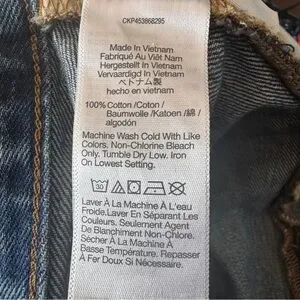 CKP453868295
Made In Vietnam
Fabriqué Au Viêt Nam
Hergestellt In Vietnam
Vervaardigd In Vietnam
ベトナム製
hecho en vietnam
100% Cotton /Coton /
Baumwolle /Katoen /綿 /
algodón
Machine Wash Cold With Like
Colors. Non-Chlorine Bleach
Only. Tumble Dry Low. Iron
On Lowest Setting.
30
Laver À La Machine À L'eau
Froide.Laver En Séparant Les
Couleurs. Seulement Agent
De Blanchiment Non-Chlore.
Sécher À La Machine À
Basse Température. Repasser
À Fer Doux Si Nécessaire.